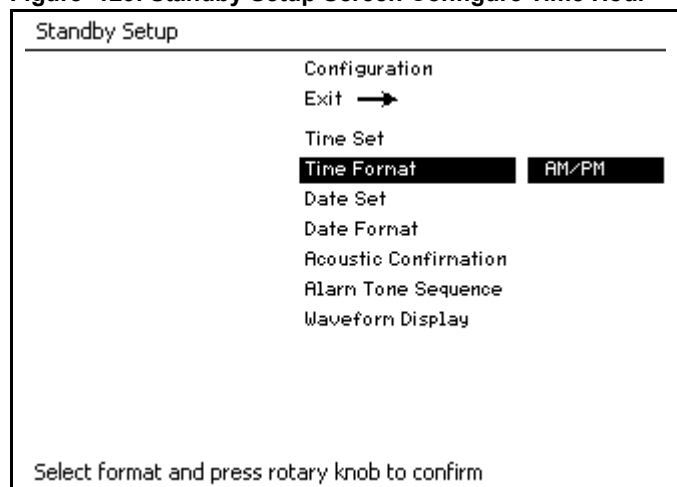 Standby Setup
Configuration
Exit
Time Set
Time Format AM/PM
Date Set
Date Format
Acoustic Confirmation
Alarm Tone Sequence
Waveform Display
Select format and press rotary knob to confirm